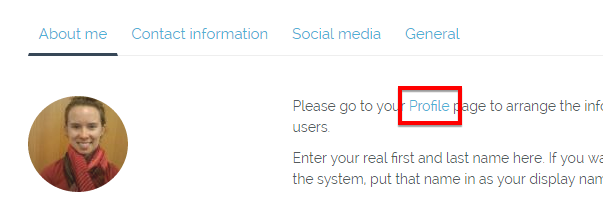 About me Contact information Social media General
Please go to your Profile page to arrange the info
users.
Enter your real first and last name here. If you wa
the system, put that name in as your display nam